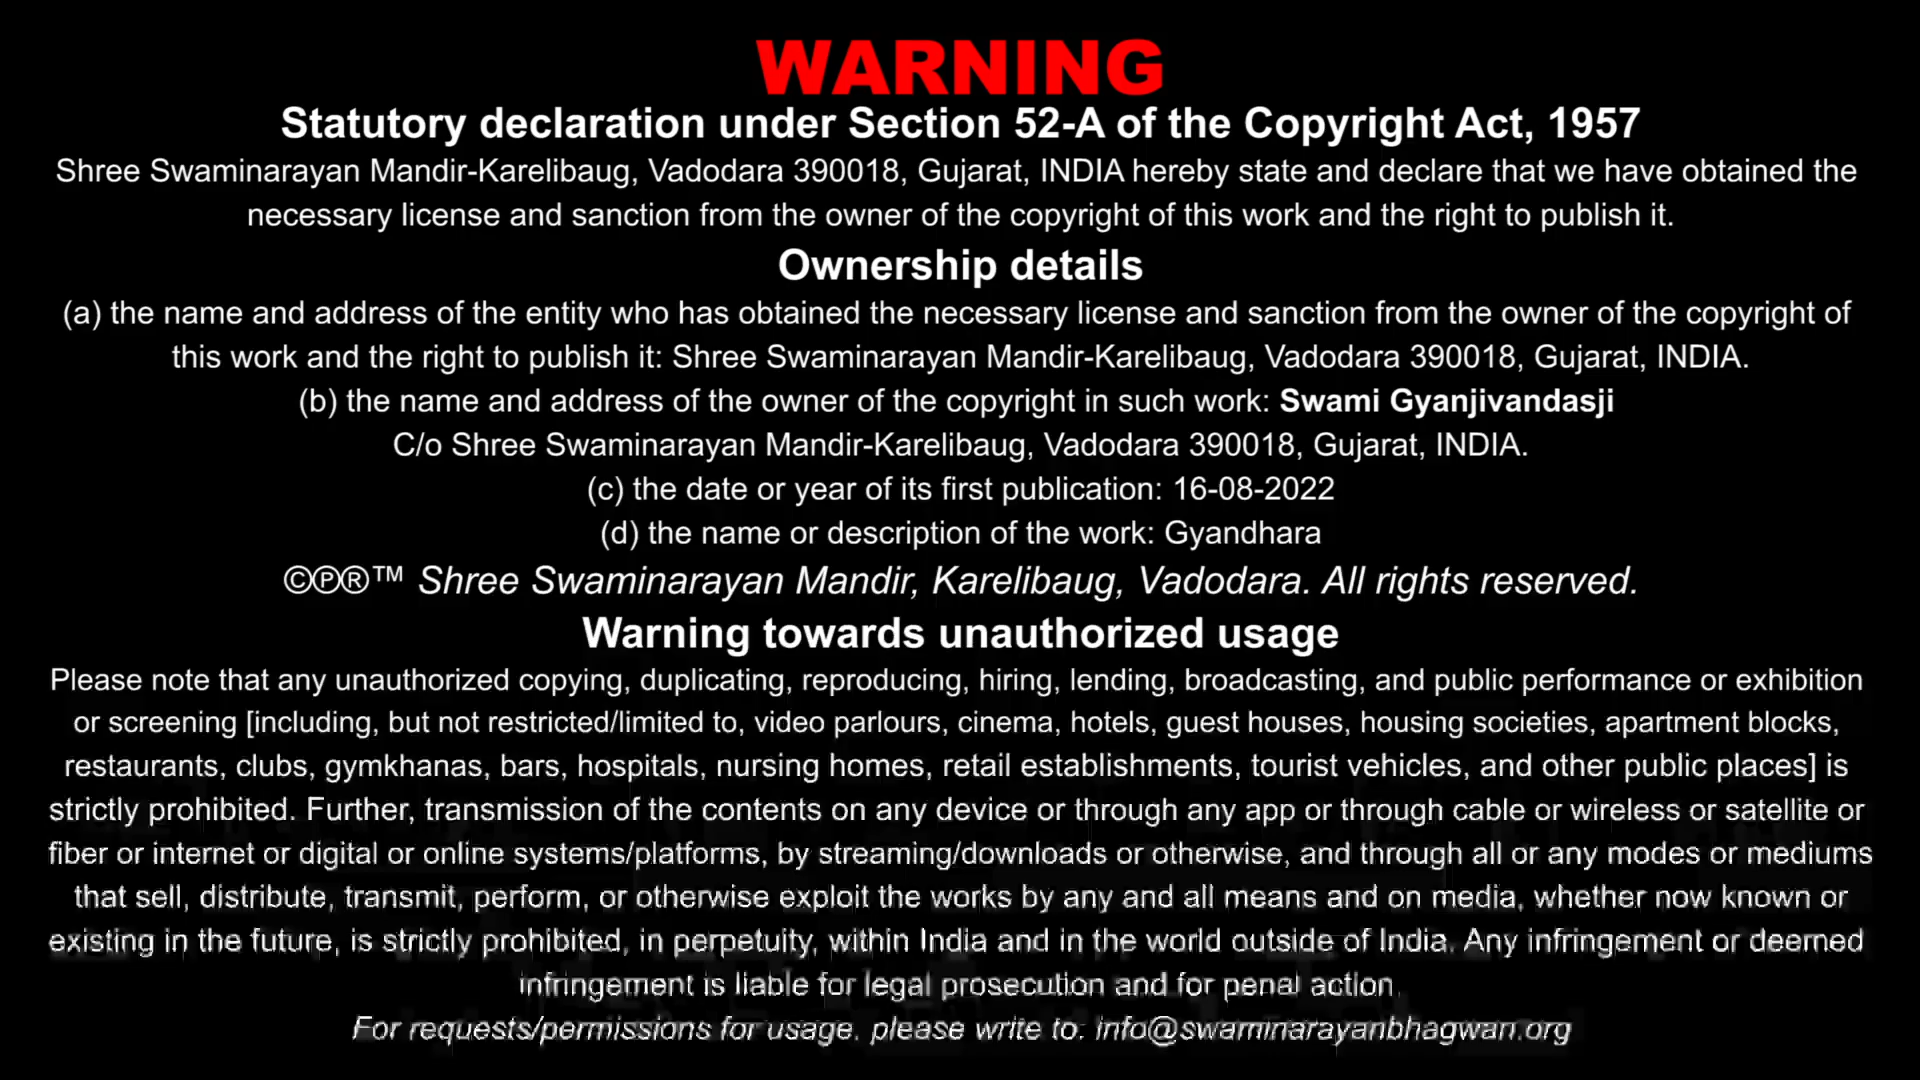 WARNING
Statutory declaration under Section 52-A of the Copyright Act, 1957
Shree Swaminarayan Mandir-Karelibaug, Vadodara 390018, Gujarat, INDIA hereby state and declare that we have obtained the
necessary license and sanction from the owner of the copyright of this work and the right to publish it.
Ownership details
(a) the name and address of the entity who has obtained the necessary license and sanction from the owner of the copyright of
this work and the right to publish it: Shree Swaminarayan Mandir-Karelibaug, Vadodara 390018, Gujarat, INDIA.
(b) the name and address of the owner of the copyright in such work: Swami Gyanjivandasji
C/o Shree Swaminarayan Mandir-Karelibaug, Vadodara 390018, Gujarat, INDIA.
(c) the date or year of its first publication: 16-08-2022
(d) the name or description of the work: Gyandhara
©℗®™ Shree Swaminarayan Mandir, Karelibaug, Vadodara. All rights reserved.
Warning towards unauthorized usage
Please note that any unauthorized copying, duplicating, reproducing, hiring, lending, broadcasting, and public performance or exhibition
or screening [including, but not restricted/limited to, video parlours, cinema, hotels, guest houses, housing societies, apartment blocks,
restaurants, clubs, gymkhanas, bars, hospitals, nursing homes, retail establishments, tourist vehicles, and other public places] is
strictly prohibited. Further, transmission of the contents on any device or through any app or through cable or wireless or satellite or
fiber or internet or digital or online systems/platforms, by streaming/downloads or otherwise, and through all or any modes or mediums
that sell, distribute, transmit, perform, or otherwise exploit the works by any and all means and on media, whether now known or
existing in the future, is strictly prohibited, in perpetuity, within India and in the world outside of India. Any infringement or deemed
infringement is liable for legal prosecution and for penal action.
For requests/permissions for usage, please write to: info@swaminarayanbhagwan.org